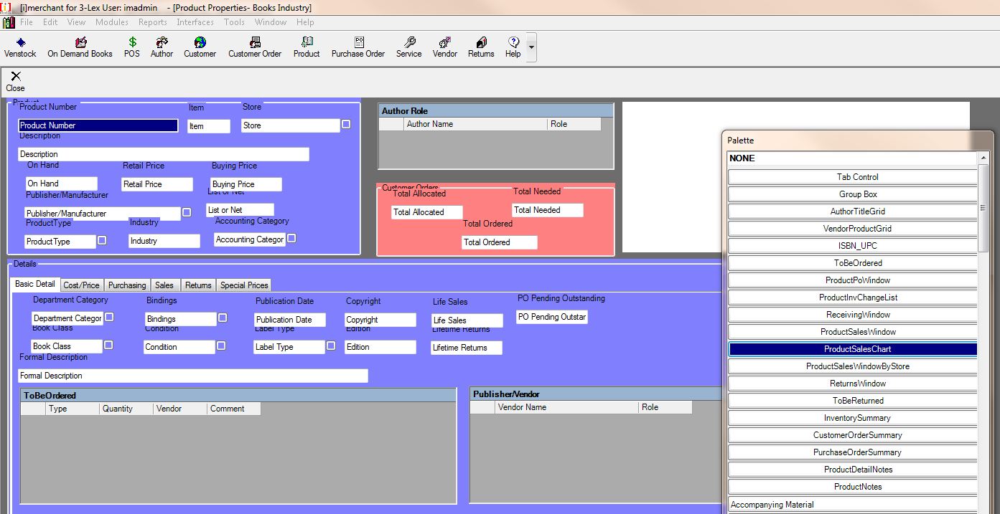 [i] [i]merchant for 3-Lex User: imadmin - [Product Properties- Books Industry]
File Edit View Modules Reports Interfaces Tools Window Help
Venstock On Demand Books POS Author Customer Customer Order Product Purchase Order Service Vendor Returns Help
Close
Product
Product Number Item Store
Product Number Item Store
Description
Description
On Hand Retail Price Buying Price
On Hand Retail Price Buying Price
Publisher/Manufacturer List or Net
Publisher/Manufacturer List or Net
ProductType Industry Accounting Category
ProductType Industry Accounting Categor
Author Role
Author Name Role
Customer Orders
Total Allocated Total Needed
Total Allocated Total Needed
Total Ordered
Total Ordered
Details
Basic Detail Cost/Price Purchasing Sales Returns Special Prices
Department Category Bindings Publication Date Copyright Life Sales PO Pending Outstanding
Department Categor Bindings Publication Date Copyright Life Sales PO Pending Outstar
Book Class Condition Label Type Edition Lifetime Returns
Book Class Condition Label Type Edition Lifetime Returns
Formal Description
Formal Description
ToBeOrdered
Type Quantity Vendor Comment
Publisher/Vendor
Vendor Name Role
Palette
NONE
Tab Control
Group Box
AuthorTitleGrid
VendorProductGrid
ISBN_UPC
ToBeOrdered
ProductPoWindow
ProductInvChangeList
ReceivingWindow
ProductSalesWindow
ProductSalesChart
ProductSalesWindowByStore
ReturnsWindow
ToBeReturned
InventorySummary
CustomerOrderSummary
PurchaseOrderSummary
ProductDetailNotes
ProductNotes
Accompanying Material